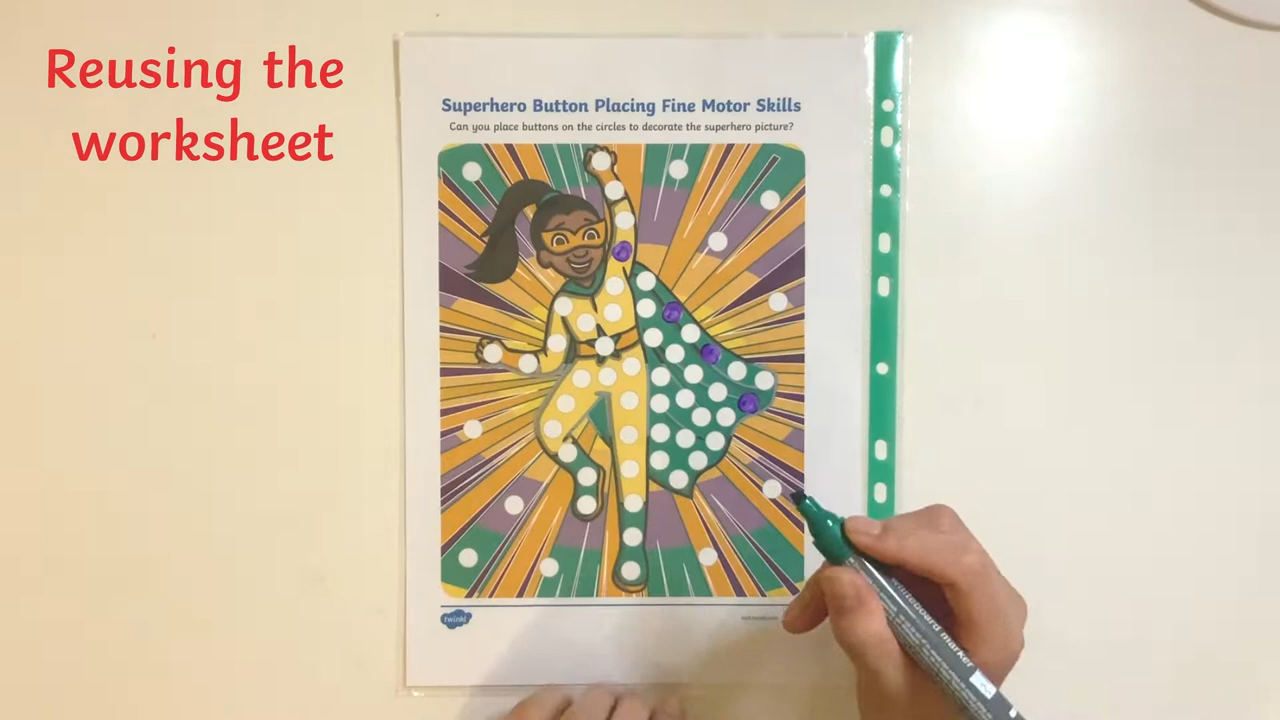 Reusing the
worksheet
Superhero Button Placing Fine Motor Skills
Can you place buttons on the circles to decorate the superhero picture?
twinkl
whiteboard marker